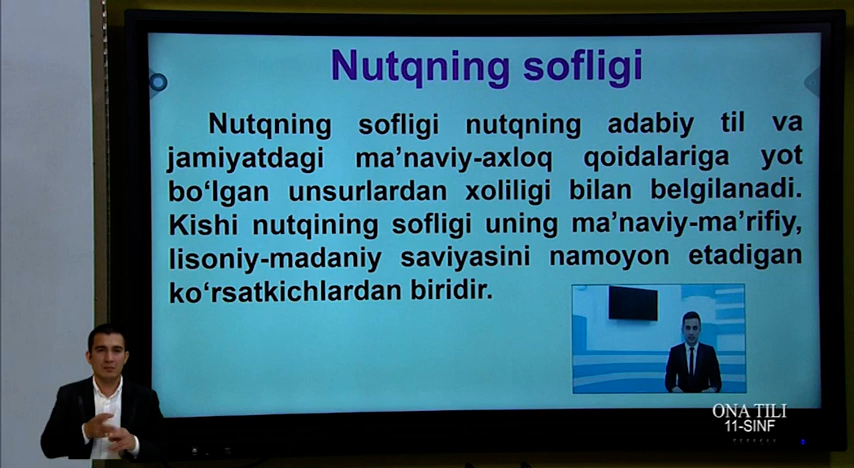 Nutqning sofligi
Nutqning sofligi nutqning adabiy til va
jamiyatdagi ma’naviy-axloq qoidalariga yot
bo‘lgan unsurlardan xoliligi bilan belgilanadi.
Kishi nutqining sofligi uning ma’naviy-ma’rifiy,
lisoniy-madaniy saviyasini namoyon etadigan
ko‘rsatkichlardan biridir.
ONA TILI
11-SINF